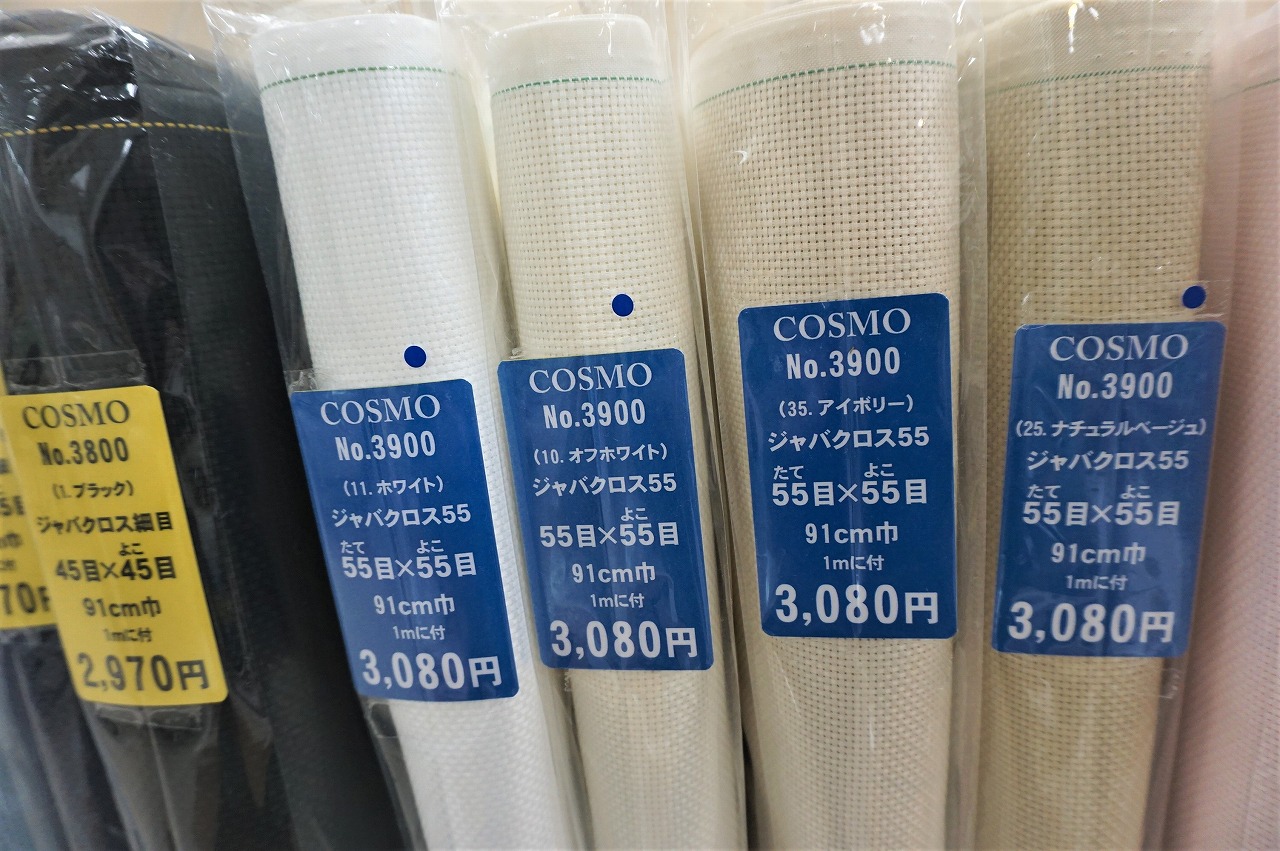 COSMO
No.3800
(1.ブラック)
ジャバクロス細目
よこ
45目×45目
91cm巾
1mに付
2,970円
COSMO
No.3900
(11.ホワイト)
ジャバクロス55
たて よこ
55目×55目
91cm巾
1mに付
3,080円
COSMO
No.3900
(10.オフホワイト)
ジャバクロス55
よこ
55目×55目
91cm巾
1mに付
3,080円
COSMO
No.3900
(35.アイボリー)
ジャバクロス55
たて よこ
55目×55目
91cm巾
1mに付
3,080円
COSMO
No.3900
(25.ナチュラルベージュ)
ジャバクロス55
たて よこ
55目×55目
91cm巾
1mに付
3,080円